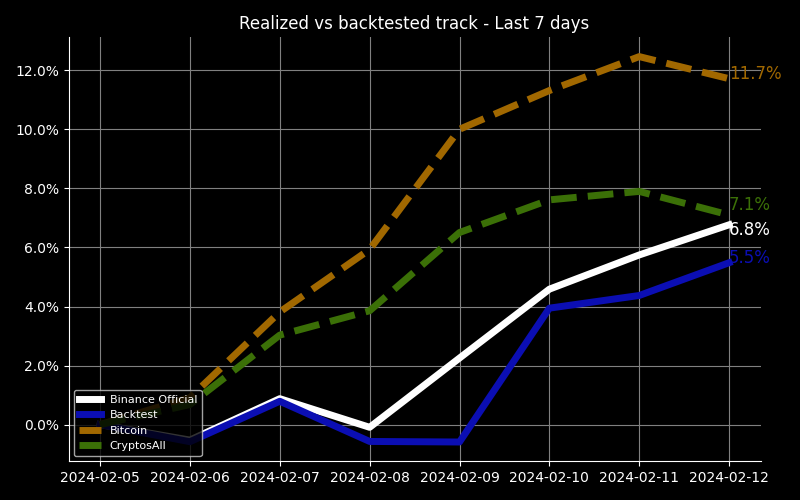 Realized vs backtested track - Last 7 days
12.0%
10.0%
8.0%
6.0%
4.0%
2.0%
0.0%
11.7%
7.1%
6.8%
5.5%
Binance Official
Backtest
Bitcoin
CryptosAll
2024-02-05 2024-02-06 2024-02-07 2024-02-08 2024-02-09 2024-02-10 2024-02-11 2024-02-12